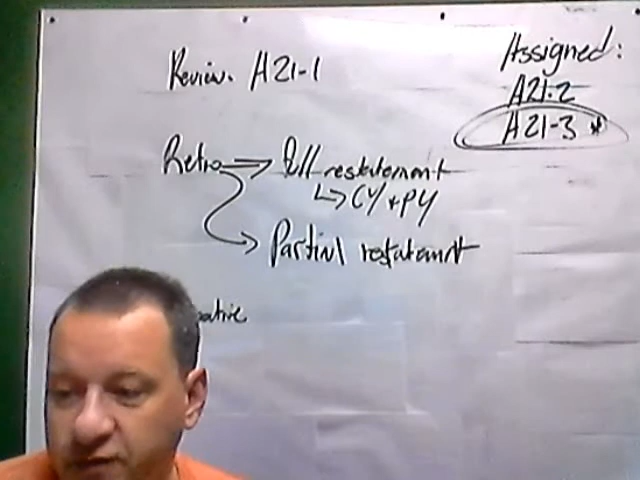 Review: A21-1
Assigned:
A21-2
A21-3 *
Retro → Full restatement
↳ CY + PY
→ Partial restatement